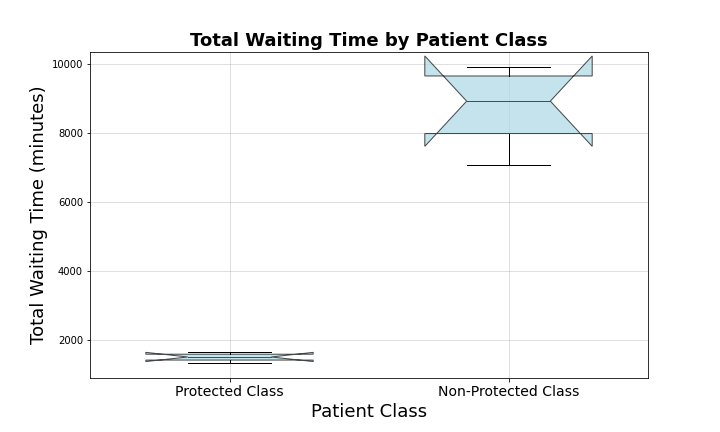 Total Waiting Time by Patient Class
Total Waiting Time (minutes)
10000
8000
6000
4000
2000
Protected Class
Non-Protected Class
Patient Class